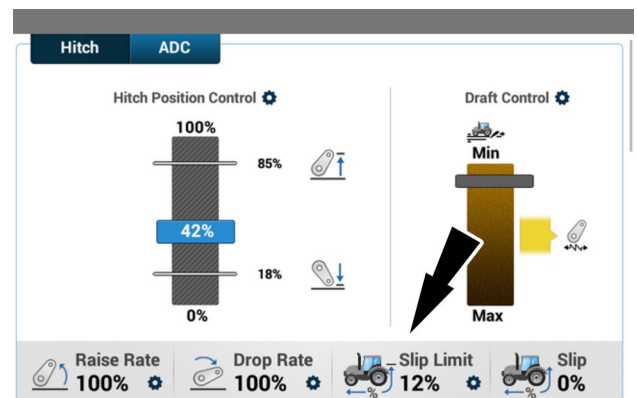 Hitch
ADC
Hitch Position Control
Draft Control
100%
85%
42%
18%
0%
Min
Max
Raise Rate
100%
Drop Rate
100%
Slip Limit
12%
%
Slip
0%
%